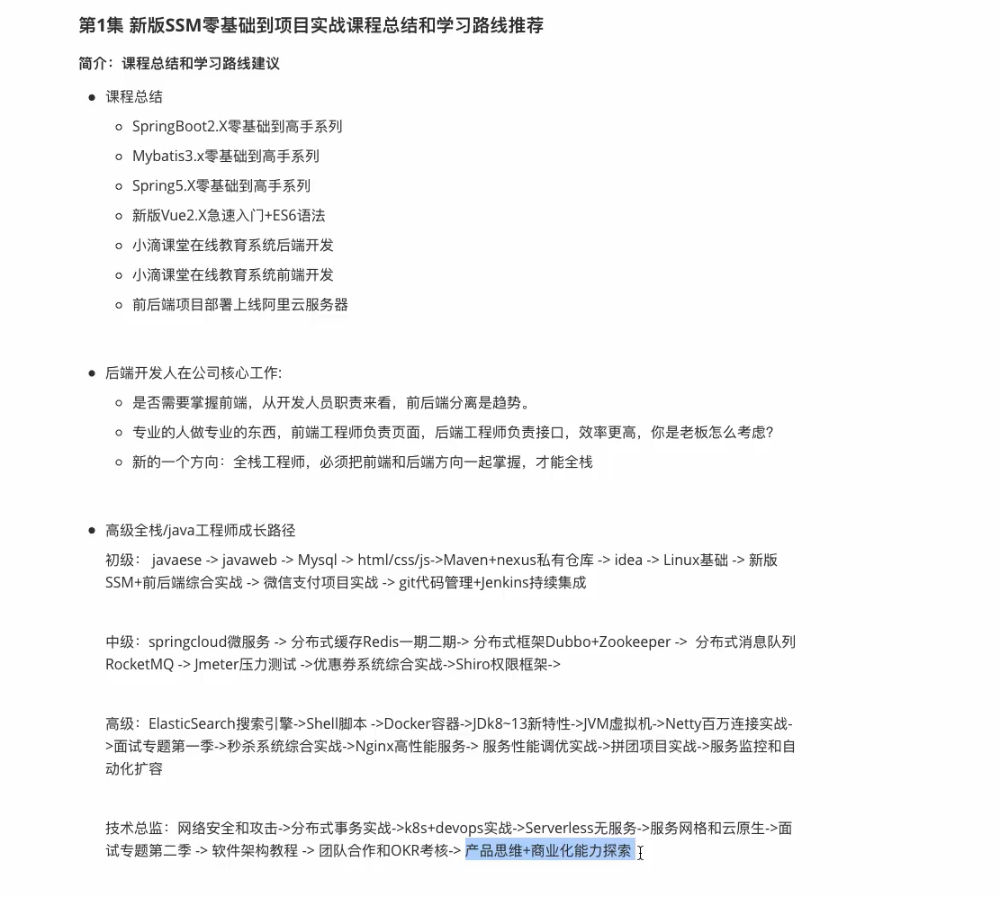 第1集 新版SSM零基础到项目实战课程总结和学习路线推荐
简介：课程总结和学习路线建议
课程总结
SpringBoot2.X零基础到高手系列
Mybatis3.x零基础到高手系列
Spring5.X零基础到高手系列
新版Vue2.X急速入门+ES6语法
小滴课堂在线教育系统后端开发
小滴课堂在线教育系统前端开发
前后端项目部署上线阿里云服务器
后端开发人在公司核心工作:
是否需要掌握前端，从开发人员职责来看，前后端分离是趋势。
专业的人做专业的东西，前端工程师负责页面，后端工程师负责接口，效率更高，你是老板怎么考虑？
新的一个方向：全栈工程师，必须把前端和后端方向一起掌握，才能全栈
高级全栈/java工程师成长路径
初级： javaese -> javaweb -> Mysql -> html/css/js->Maven+nexus私有仓库 -> idea -> Linux基础 -> 新版
SSM+前后端综合实战 -> 微信支付项目实战 -> git代码管理+Jenkins持续集成
中级：springcloud微服务 -> 分布式缓存Redis一期二期-> 分布式框架Dubbo+Zookeeper -> 分布式消息队列
RocketMQ -> Jmeter压力测试 ->优惠券系统综合实战->Shiro权限框架->
高级：ElasticSearch搜索引擎->Shell脚本 ->Docker容器->JDk8~13新特性->JVM虚拟机->Netty百万连接实战-
>面试专题第一季->秒杀系统综合实战->Nginx高性能服务-> 服务性能调优实战->拼团项目实战->服务监控和自
动化扩容
技术总监：网络安全和攻击->分布式事务实战->k8s+devops实战->Serverless无服务->服务网格和云原生->面
试专题第二季 -> 软件架构教程 -> 团队合作和OKR考核-> 产品思维+商业化能力探索